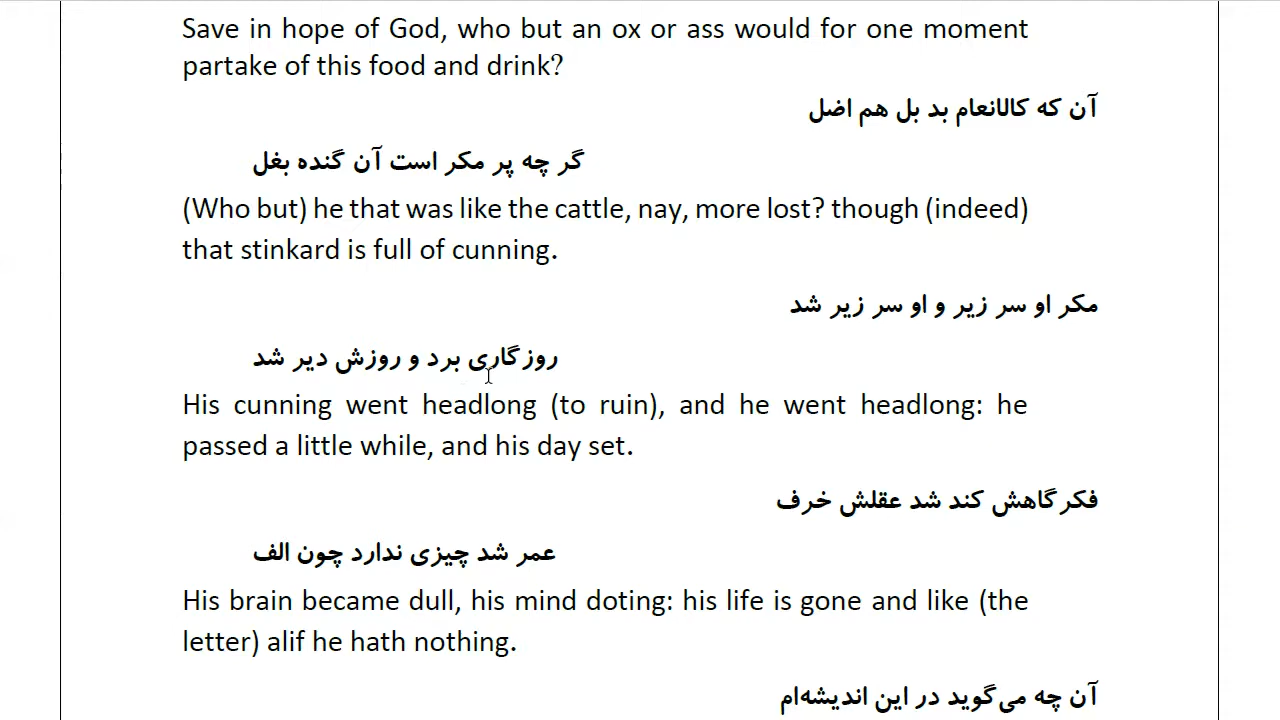 Save in hope of God, who but an ox or ass would for one moment
partake of this food and drink?
آن که کالانعام بد بل هم اضل
گر چه پر مکر است آن گنده بغل
(Who but) he that was like the cattle, nay, more lost? though (indeed)
that stinkard is full of cunning.
مکر او سر زیر و او سر زیر شد
روزگاری برد و روزش دیر شد
His cunning went headlong (to ruin), and he went headlong: he
passed a little while, and his day set.
فکرگاهش کند شد عقلش خرف
عمر شد چیزی ندارد چون الف
His brain became dull, his mind doting: his life is gone and like (the
letter) alif he hath nothing.
آن چه می‌گوید در این اندیشه‌ام